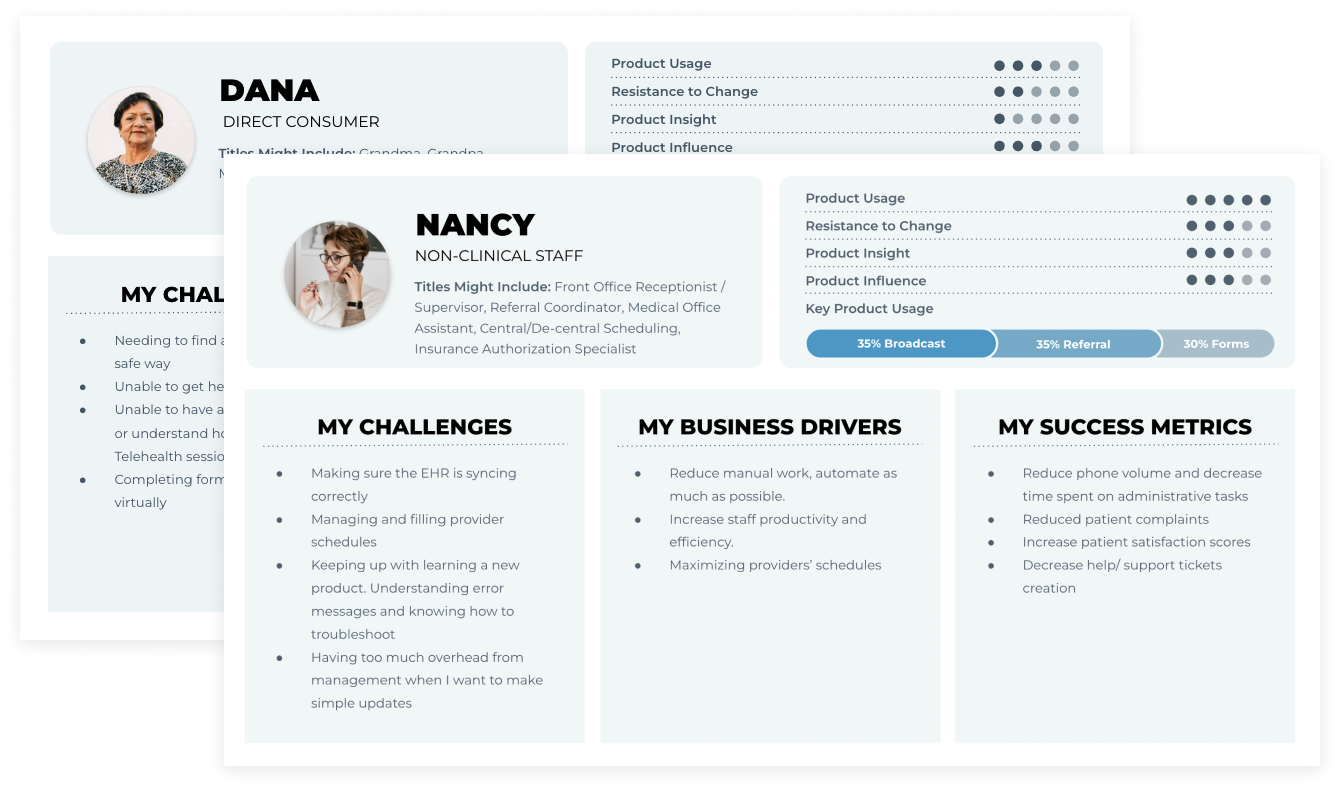 DANA
DIRECT CONSUMER
Titles Might Include: Grandma, Grandpa,
Product Usage
Resistance to Change
Product Insight
Product Influence
MY CHAL
Needing to find a
safe way
Unable to get he
Unable to have a
or understand ho
Telehealth sessio
Completing form
virtually
NANCY
NON-CLINICAL STAFF
Titles Might Include: Front Office Receptionist /
Supervisor, Referral Coordinator, Medical Office
Assistant, Central/De-central Scheduling,
Insurance Authorization Specialist
Product Usage
Resistance to Change
Product Insight
Product Influence
Key Product Usage
35% Broadcast 35% Referral 30% Forms
MY CHALLENGES
Making sure the EHR is syncing
correctly
Managing and filling provider
schedules
Keeping up with learning a new
product. Understanding error
messages and knowing how to
troubleshoot
Having too much overhead from
management when I want to make
simple updates
MY BUSINESS DRIVERS
Reduce manual work, automate as
much as possible.
Increase staff productivity and
efficiency.
Maximizing providers’ schedules
MY SUCCESS METRICS
Reduce phone volume and decrease
time spent on administrative tasks
Reduced patient complaints
Increase patient satisfaction scores
Decrease help/ support tickets
creation